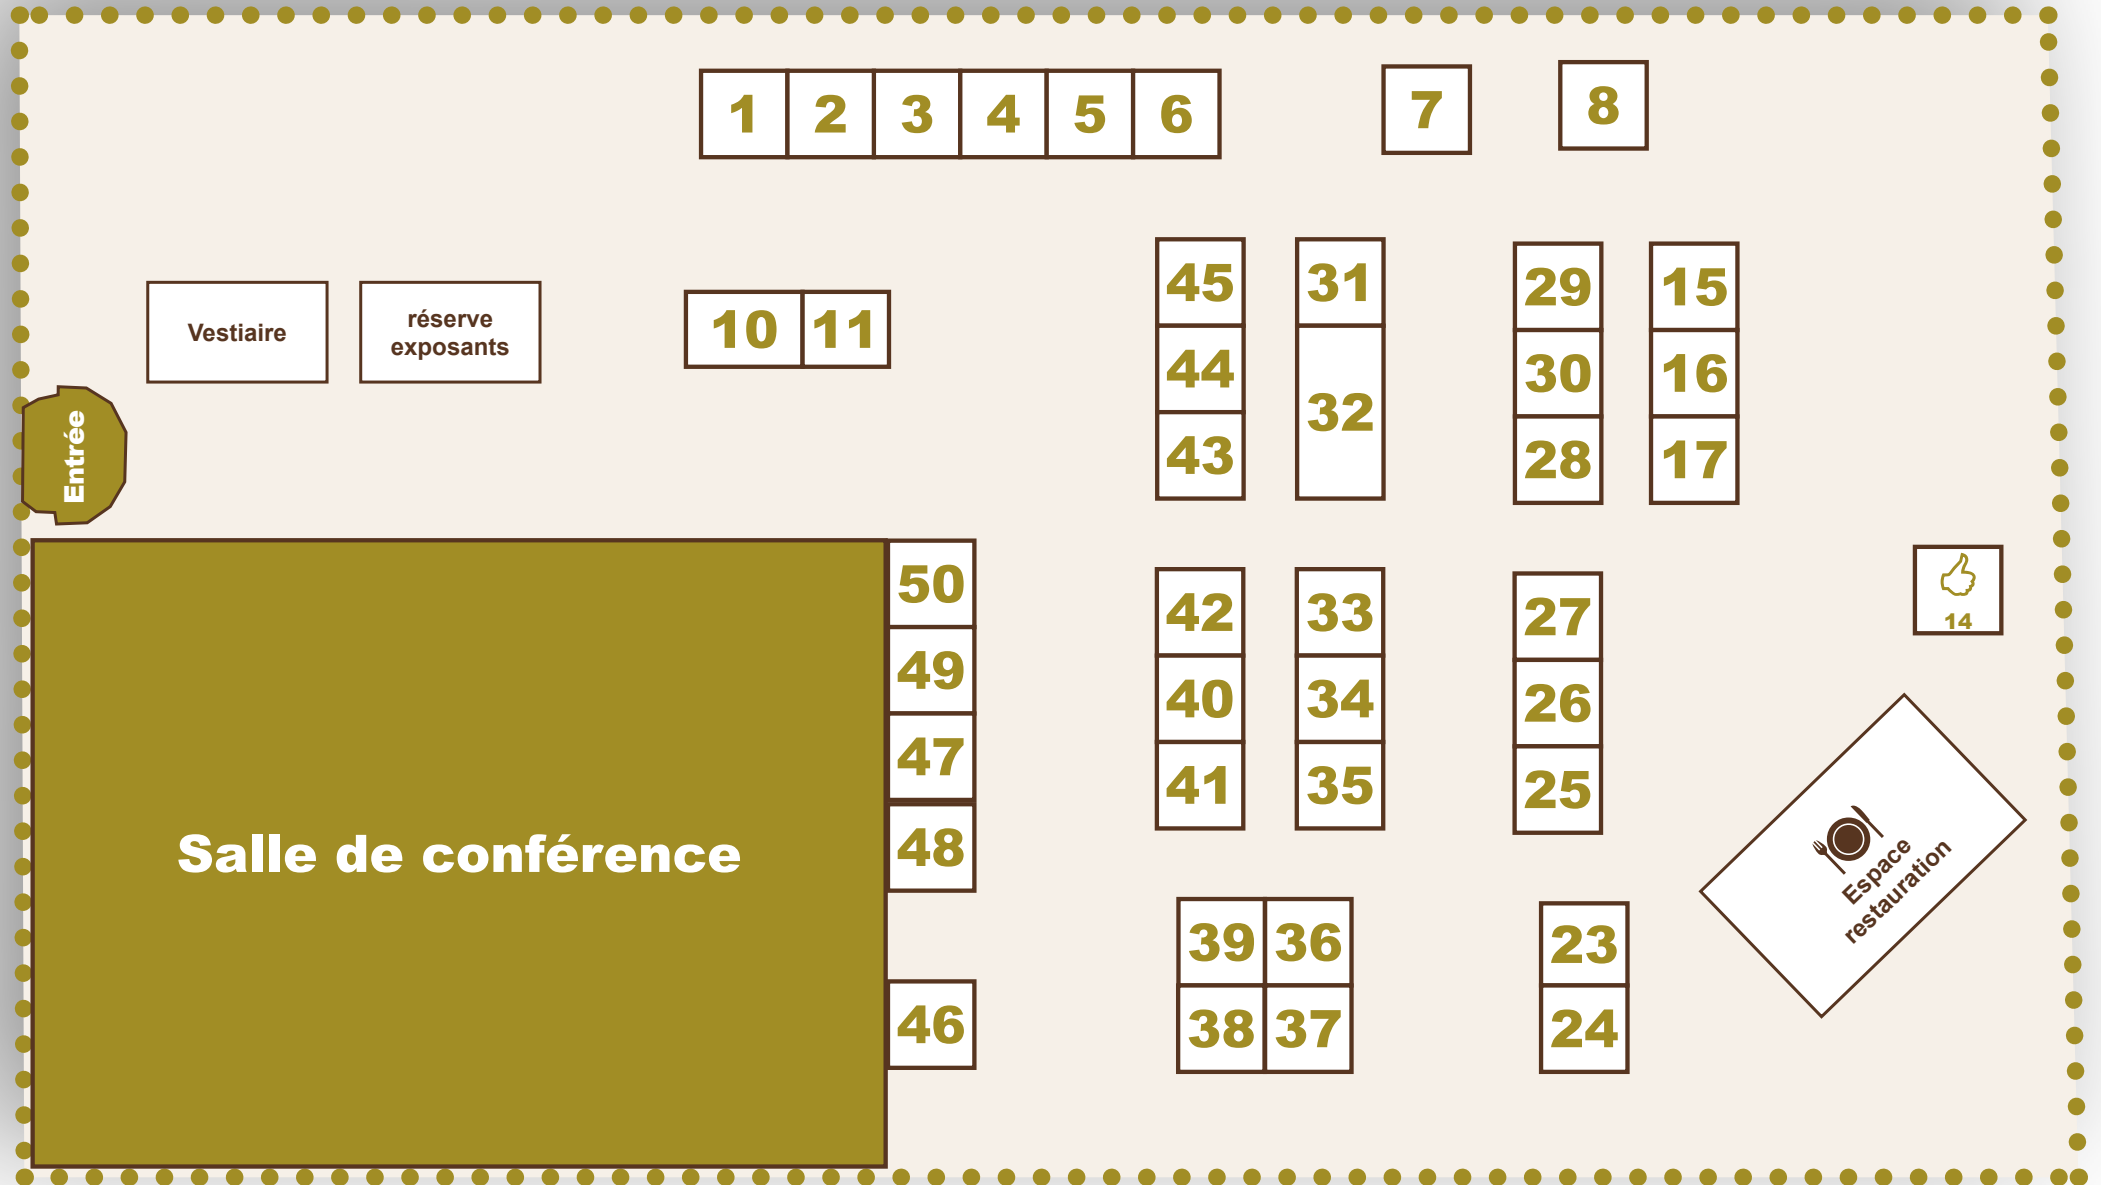 1 2 3 4 5 6 7 8
Vestiaire
réserve
exposants
10 11
45 31 29 15
44 32 30 16
43 28 17
Entrée
Salle de conférence
50
49
47
48
46
42 33 27
40 34 26
41 35 25
14
Espace
restauration
39 36 23
38 37 24